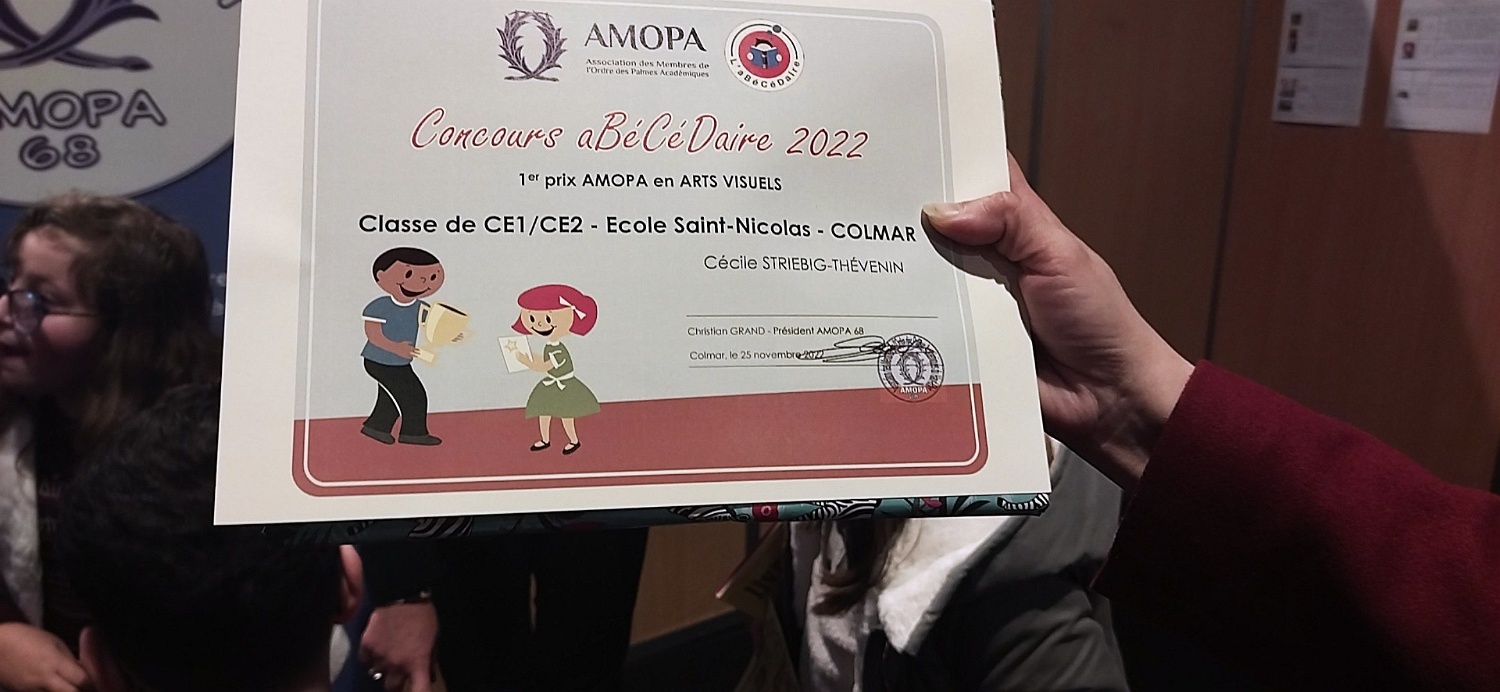 AMOPA
Association des Membres de
l'Ordre des Palmes Académiques
L'aBéCéDaire
Concours aBéCéDaire 2022
1er prix AMOPA en ARTS VISUELS
Classe de CE1/CE2 - Ecole Saint-Nicolas - COLMAR
Cécile STRIEBIG-THÉVENIN
Christian GRAND - Président AMOPA 68
Colmar, le 25 novembre 2022
AMOPA
MOPA
68